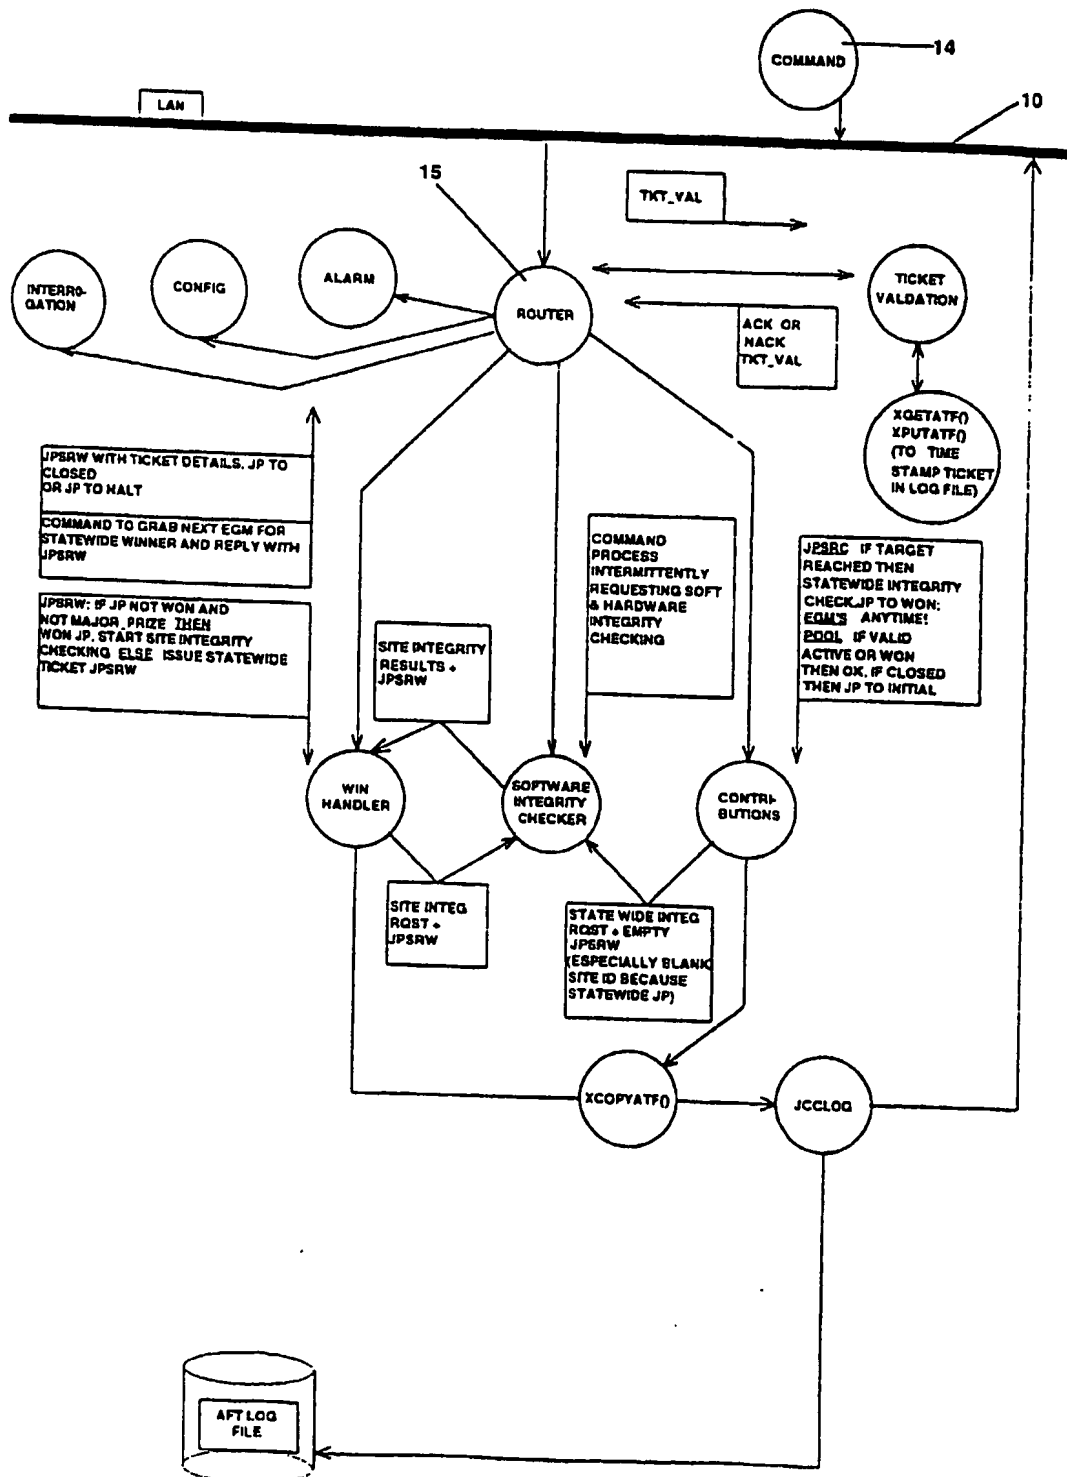 COMMAND
14
LAN
10
15
TKT_VAL
INTERRO-
GATION
CONFIG
ALARM
ROUTER
TICKET
VALDATION
ACK OR
NACK
TKT_VAL
XGETATF()
XPUTATF()
(TO TIME
STAMP TICKET
IN LOG FILE)
JPSRW WITH TICKET DETAILS, JP TO
CLOSED
OR JP TO HALT
COMMAND TO GRAB NEXT EGM FOR
STATEWIDE WINNER AND REPLY WITH
JPSRW
JPSRW: IF JP NOT WON AND
NOT MAJOR_PRIZE THEN
WON JP, START SITE INTEGRITY
CHECKING ELSE ISSUE STATEWIDE
TICKET JPSRW
SITE INTEGRITY
RESULTS +
JPSRW
COMMAND
PROCESS
INTERMITTENTLY
REQUESTING SOFT
& HARDWARE
INTEGRITY
CHECKING
JPSRC IF TARGET
REACHED THEN
STATEWIDE INTEGRITY
CHECK,JP TO WON;
EGM'S ANYTIME!
POOL IF VALID
ACTIVE OR WON
THEN OK, IF CLOSED
THEN JP TO INITIAL
WIN
HANDLER
SOFTWARE
INTEGRITY
CHECKER
CONTRI-
BUTIONS
SITE INTEG
RQST +
JPSRW
STATE WIDE INTEG
RQST + EMPTY
JPSRW
(ESPECIALLY BLANK
SITE ID BECAUSE
STATEWIDE JP)
XCOPYATF()
JCCLOG
AFT LOG
FILE